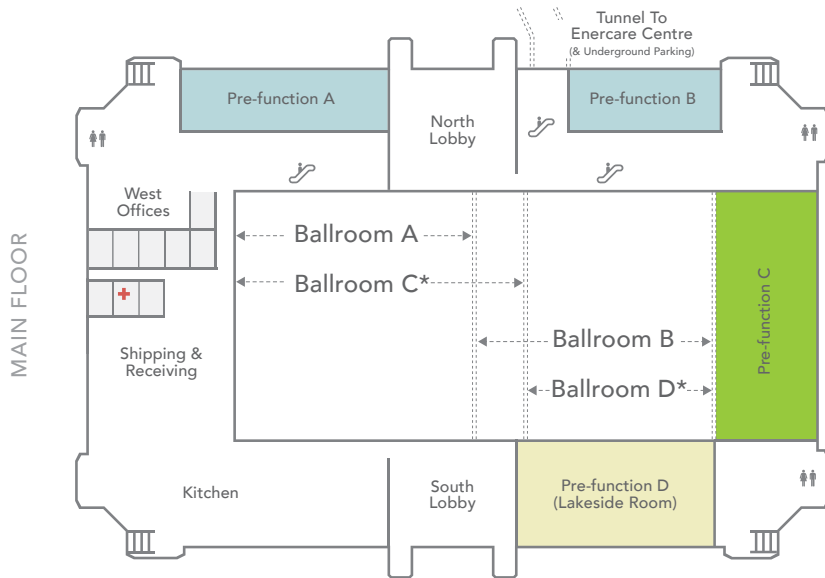 Tunnel To
Enercare Centre
(& Underground Parking)
Pre-function A
Pre-function B
North
Lobby
West
Offices
MAIN FLOOR
Ballroom A
Ballroom C*
Ballroom B
Ballroom D*
Pre-function C
Shipping &
Receiving
Kitchen
South
Lobby
Pre-function D
(Lakeside Room)